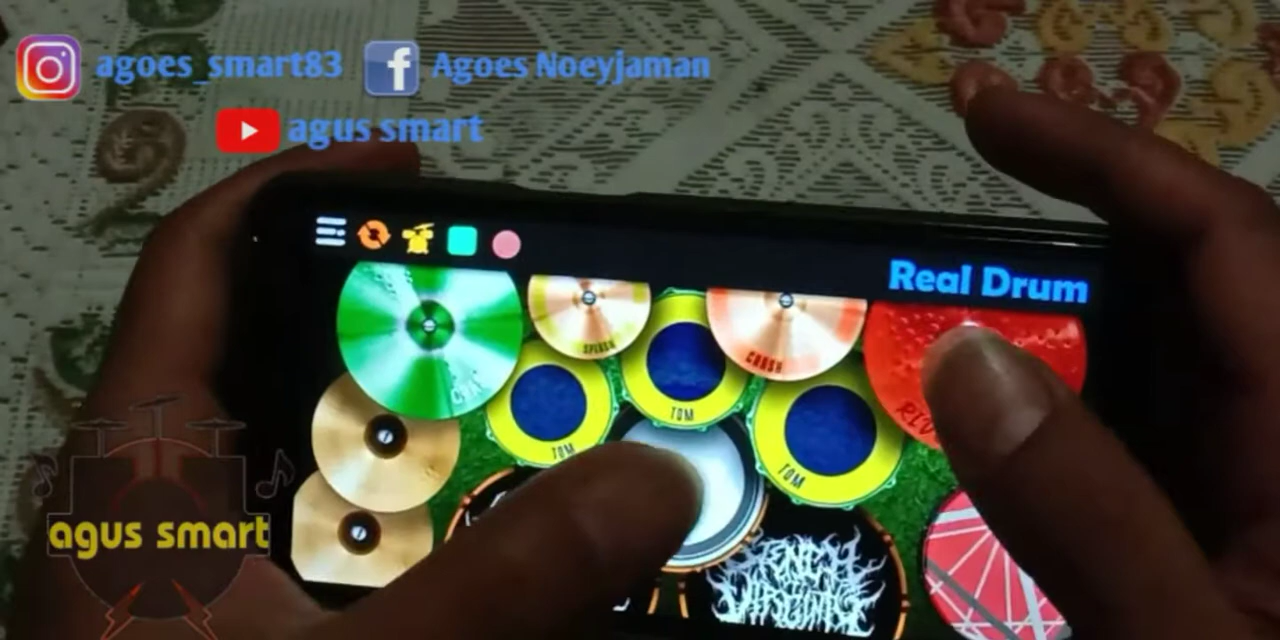 agoes_smart83 Agoes Noeyjaman
agus smart
Real Drum
SPLASH
CRASH
TOM
TOM
TOM
agus smart